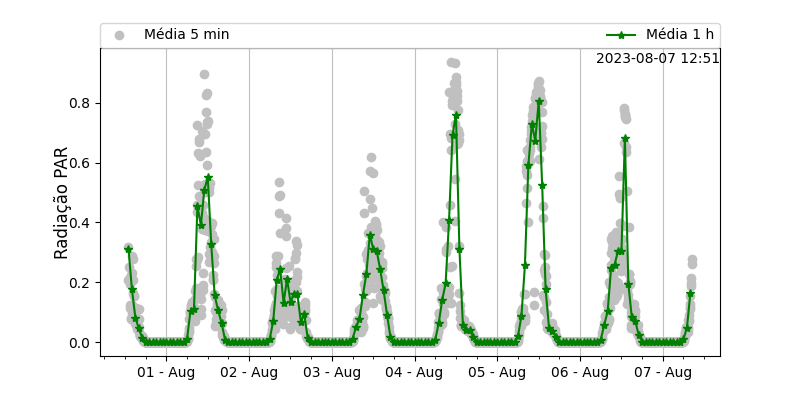 Média 5 min
Média 1 h
2023-08-07 12:51
Radiação PAR
0.8
0.6
0.4
0.2
0.0
01 - Aug
02 - Aug
03 - Aug
04 - Aug
05 - Aug
06 - Aug
07 - Aug